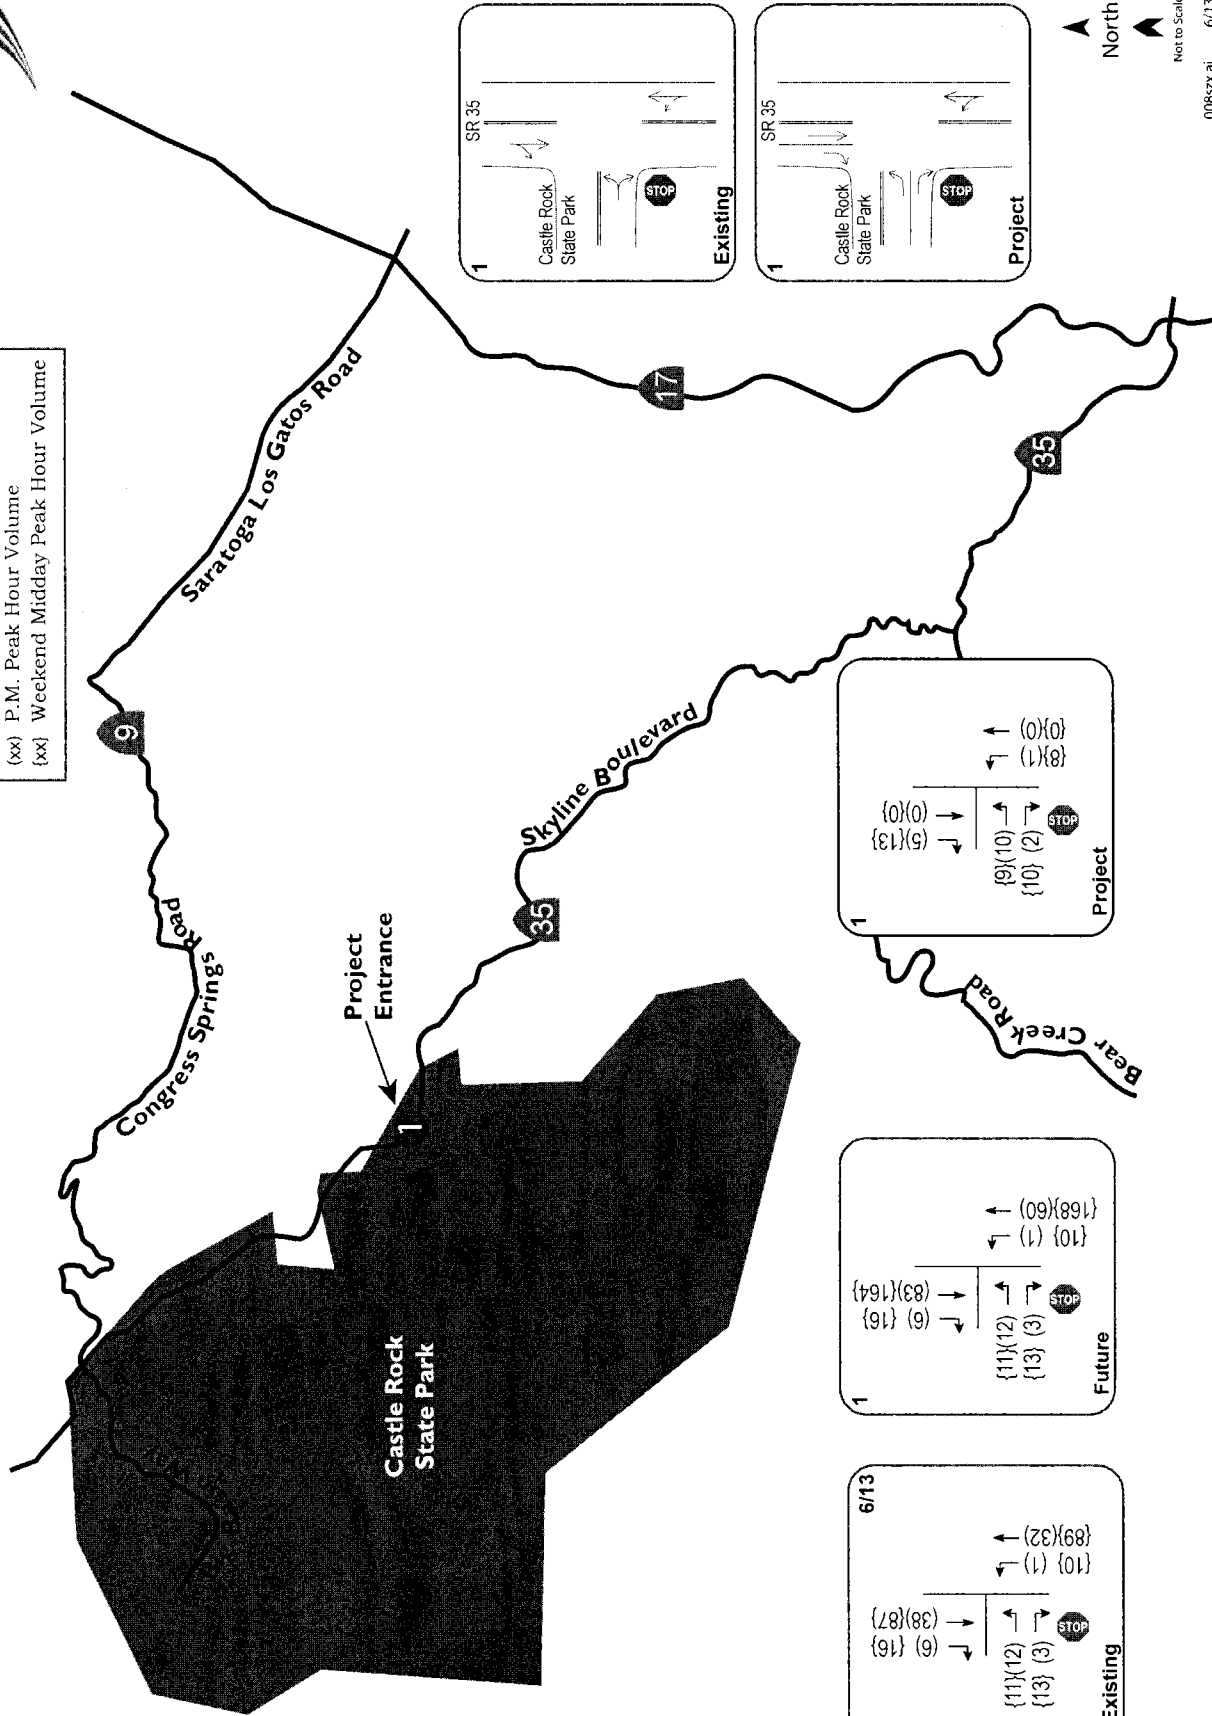 (xx) P.M. Peak Hour Volume
{xx} Weekend Midday Peak Hour Volume
North
Not to Scale
008szx.ai 6/13
1
SR 35
Castle Rock
State Park
STOP
Existing
1
SR 35
Castle Rock
State Park
STOP
Project
Saratoga Los Gatos Road
17
9
35
Congress Springs Road
Skyline Boulevard
35
Project
Entrance
1
Castle Rock
State Park
Bear Creek Road
1
(5){13}
(0){0}
{9}(10)
{10} (2)
{8}(1)
{0}(0)
STOP
Project
1
(6) {16}
(83){164}
{11}(12)
{13} (3)
{10} (1)
{168}(60)
STOP
Future
6/13
(6) {16}
(38){87}
{11}(12)
{13} (3)
{10} (1)
{89}(32)
STOP
Existing